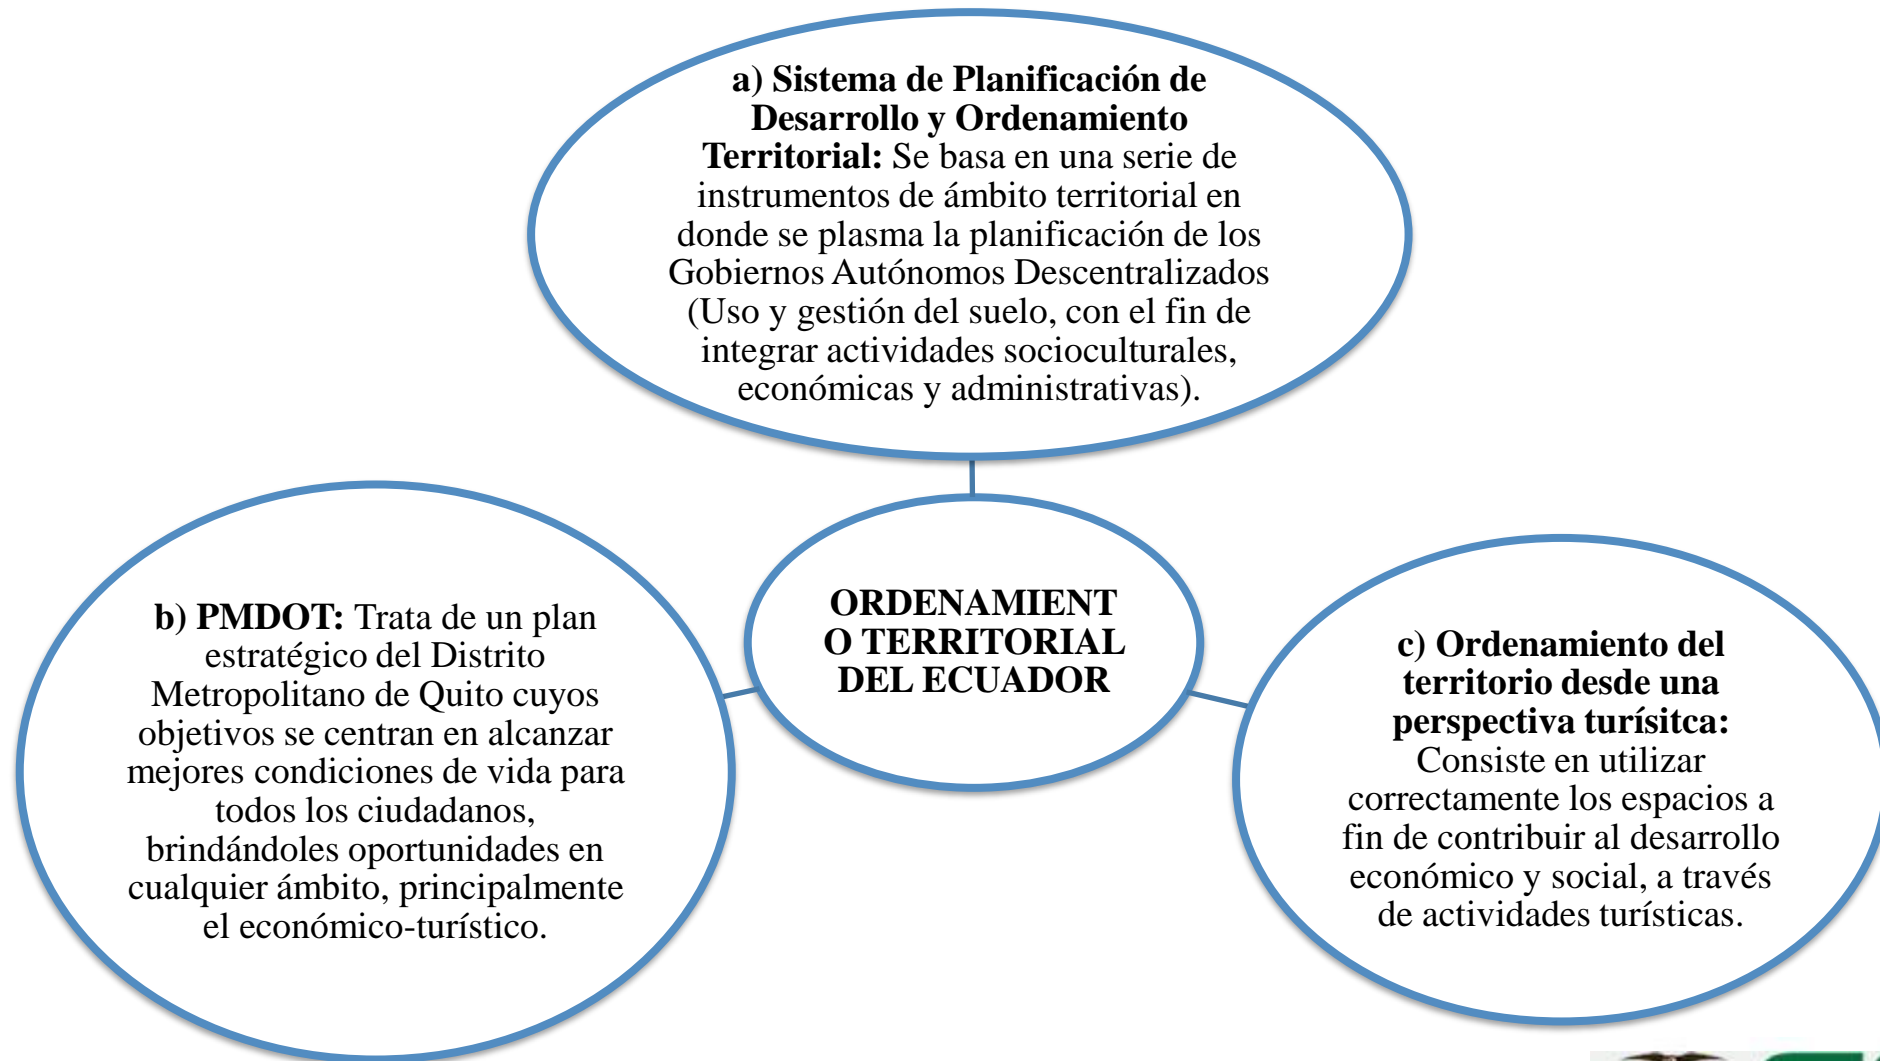 a) Sistema de Planificación de
Desarrollo y Ordenamiento
Territorial: Se basa en una serie de
instrumentos de ámbito territorial en
donde se plasma la planificación de los
Gobiernos Autónomos Descentralizados
(Uso y gestión del suelo, con el fin de
integrar actividades socioculturales,
económicas y administrativas).
b) PMDOT: Trata de un plan
estratégico del Distrito
Metropolitano de Quito cuyos
objetivos se centran en alcanzar
mejores condiciones de vida para
todos los ciudadanos,
brindándoles oportunidades en
cualquier ámbito, principalmente
el económico-turístico.
ORDENAMIENT
O TERRITORIAL
DEL ECUADOR
c) Ordenamiento del
territorio desde una
perspectiva turísitca:
Consiste en utilizar
correctamente los espacios a
fin de contribuir al desarrollo
económico y social, a través
de actividades turísticas.